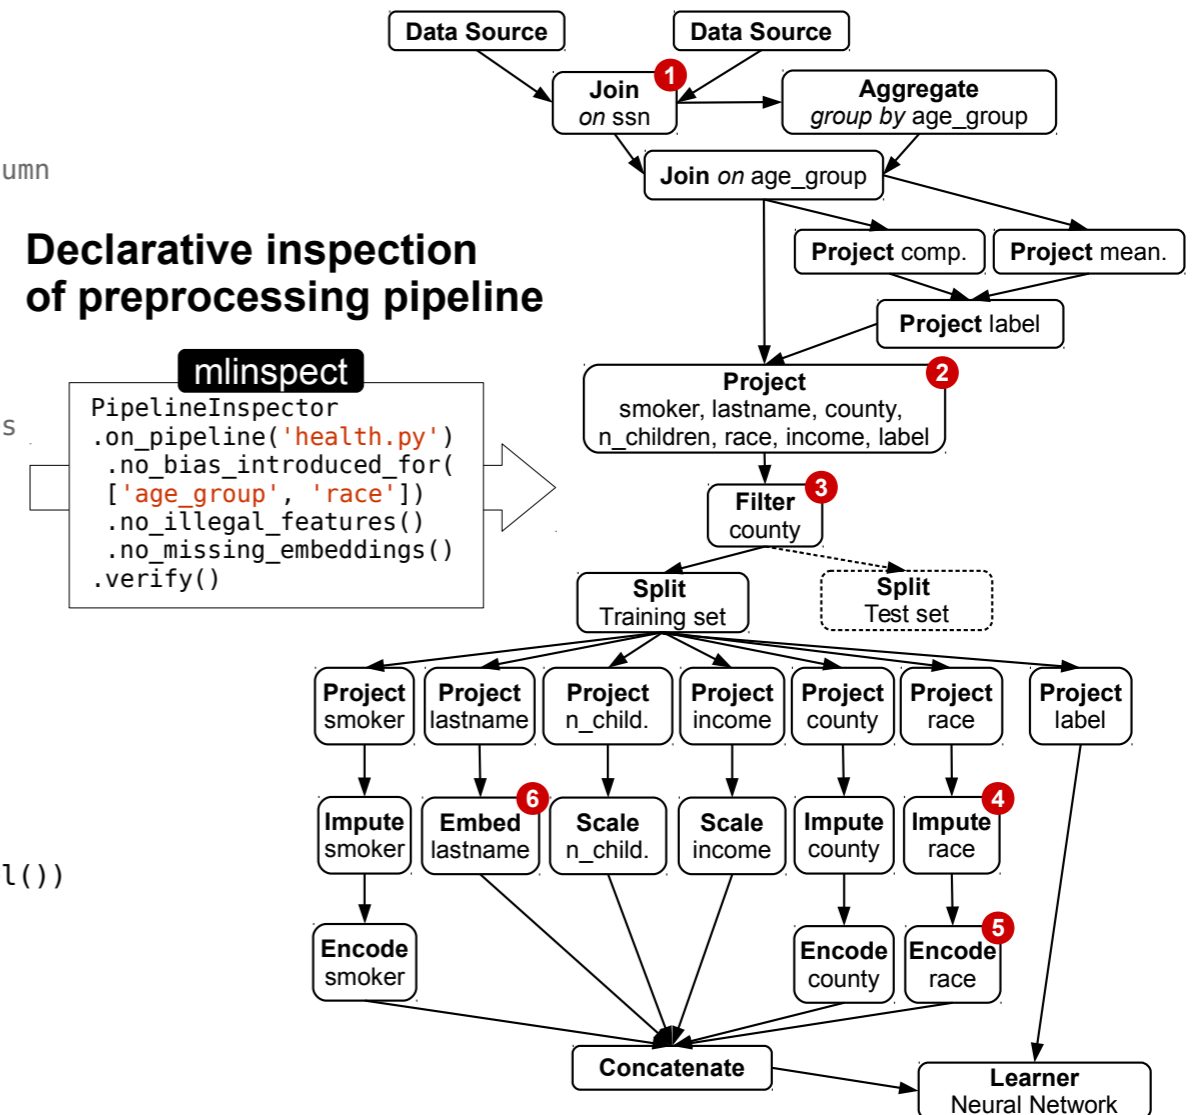 Data Source
Data Source
1
Join
on ssn
Aggregate
group by age_group
umn
Join on age_group
Declarative inspection
of preprocessing pipeline
Project comp.
Project mean.
Project label
mlinspect
PipelineInspector
.on_pipeline('health.py')
.no_bias_introduced_for(
['age_group', 'race'])
.no_illegal_features()
.no_missing_embeddings()
.verify()
s
2
Project
smoker, lastname, county,
n_children, race, income, label
3
Filter
county
Split
Training set
Split
Test set
Project
smoker
Project
lastname
Project
n_child.
Project
income
Project
county
Project
race
Project
label
Impute
smoker
6
Embed
lastname
Scale
n_child.
Scale
income
Impute
county
4
Impute
race
l())
Encode
smoker
Encode
county
5
Encode
race
Concatenate
Learner
Neural Network